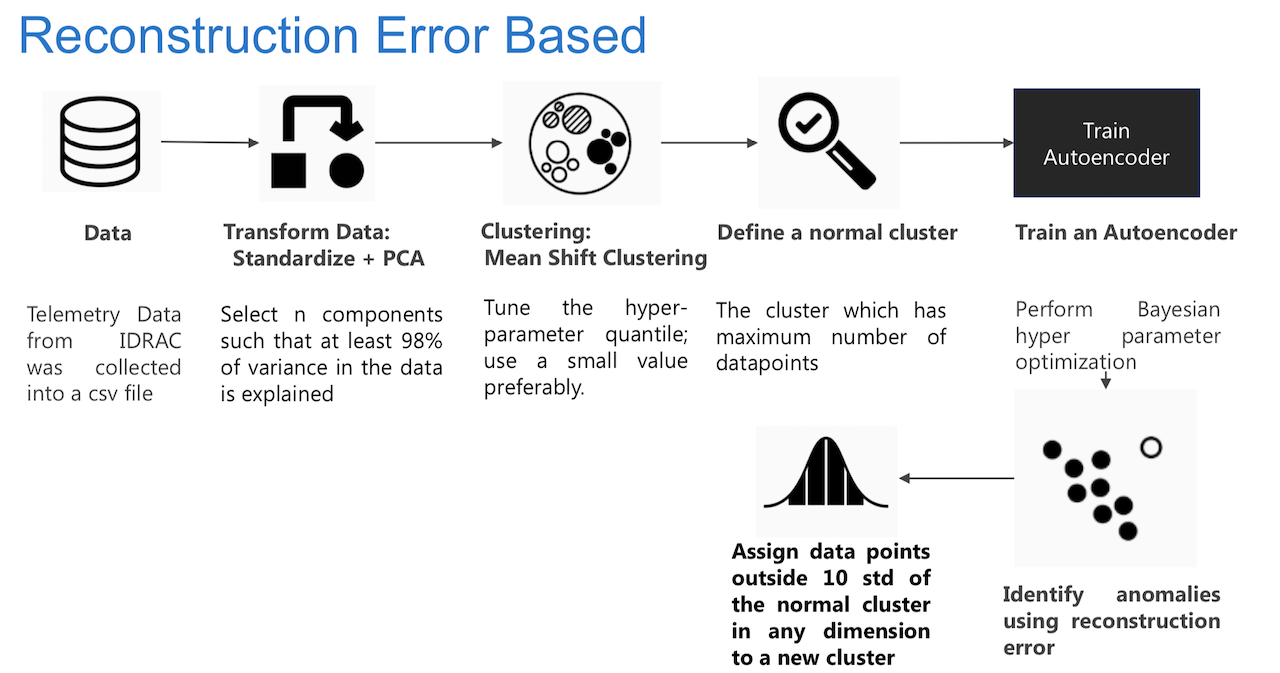 Reconstruction Error Based
Train
Autoencoder
Data
Transform Data:
Standardize + PCA
Clustering:
Mean Shift Clustering
Define a normal cluster
Train an Autoencoder
Telemetry Data
from IDRAC
was collected
into a csv file
Select n components
such that at least 98%
of variance in the data
is explained
Tune the hyper-
parameter quantile;
use a small value
preferably.
The cluster which has
maximum number of
datapoints
Perform Bayesian
hyper parameter
optimization
Assign data points
outside 10 std of
the normal cluster
in any dimension
to a new cluster
Identify anomalies
using reconstruction
error